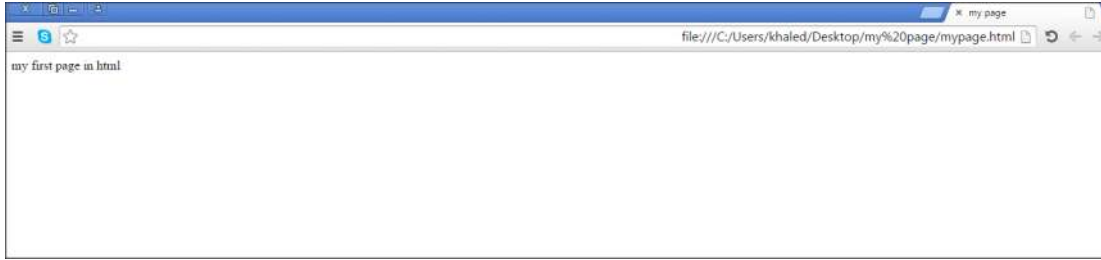 my page
file:///C:/Users/khaled/Desktop/my%20page/mypage.html
my first page in html